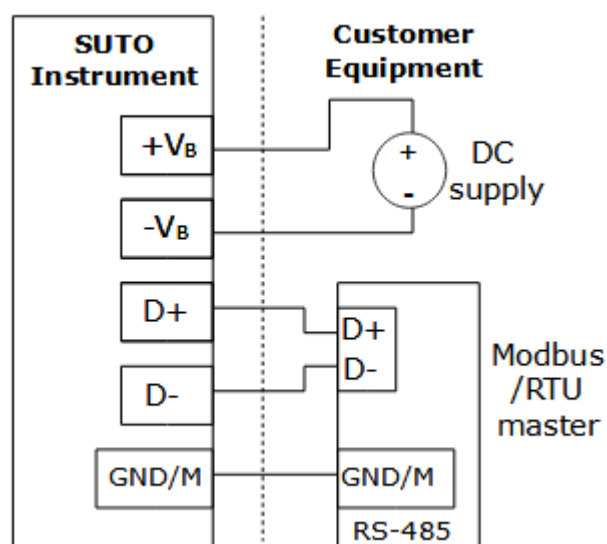 SUTO
Instrument
Customer
Equipment
+VB
+
-
DC
supply
-VB
D+
D-
GND/M
D+
D-
GND/M
RS-485
Modbus
/RTU
master